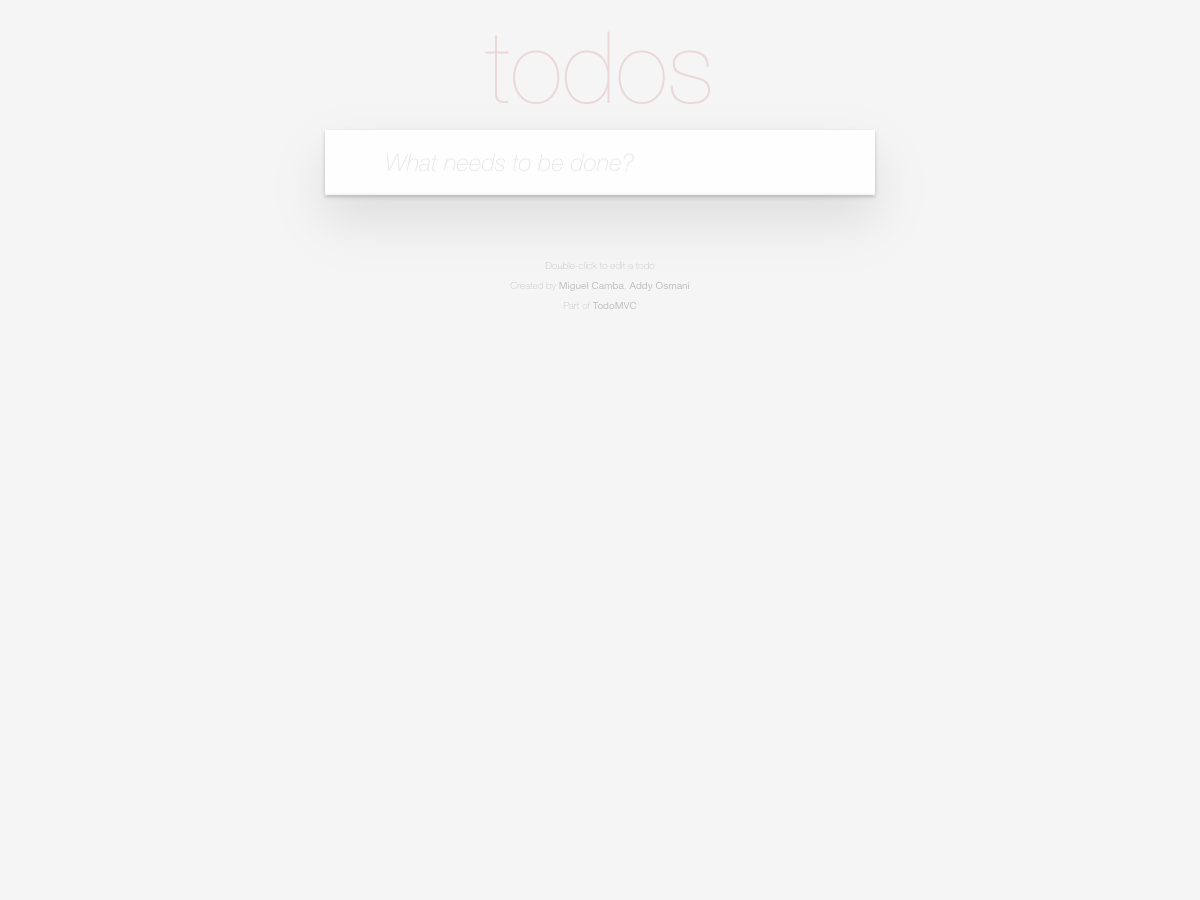 todos
What needs to be done?
Double-click to edit a todo
Created by Miguel Camba, Addy Osmani
Part of TodoMVC